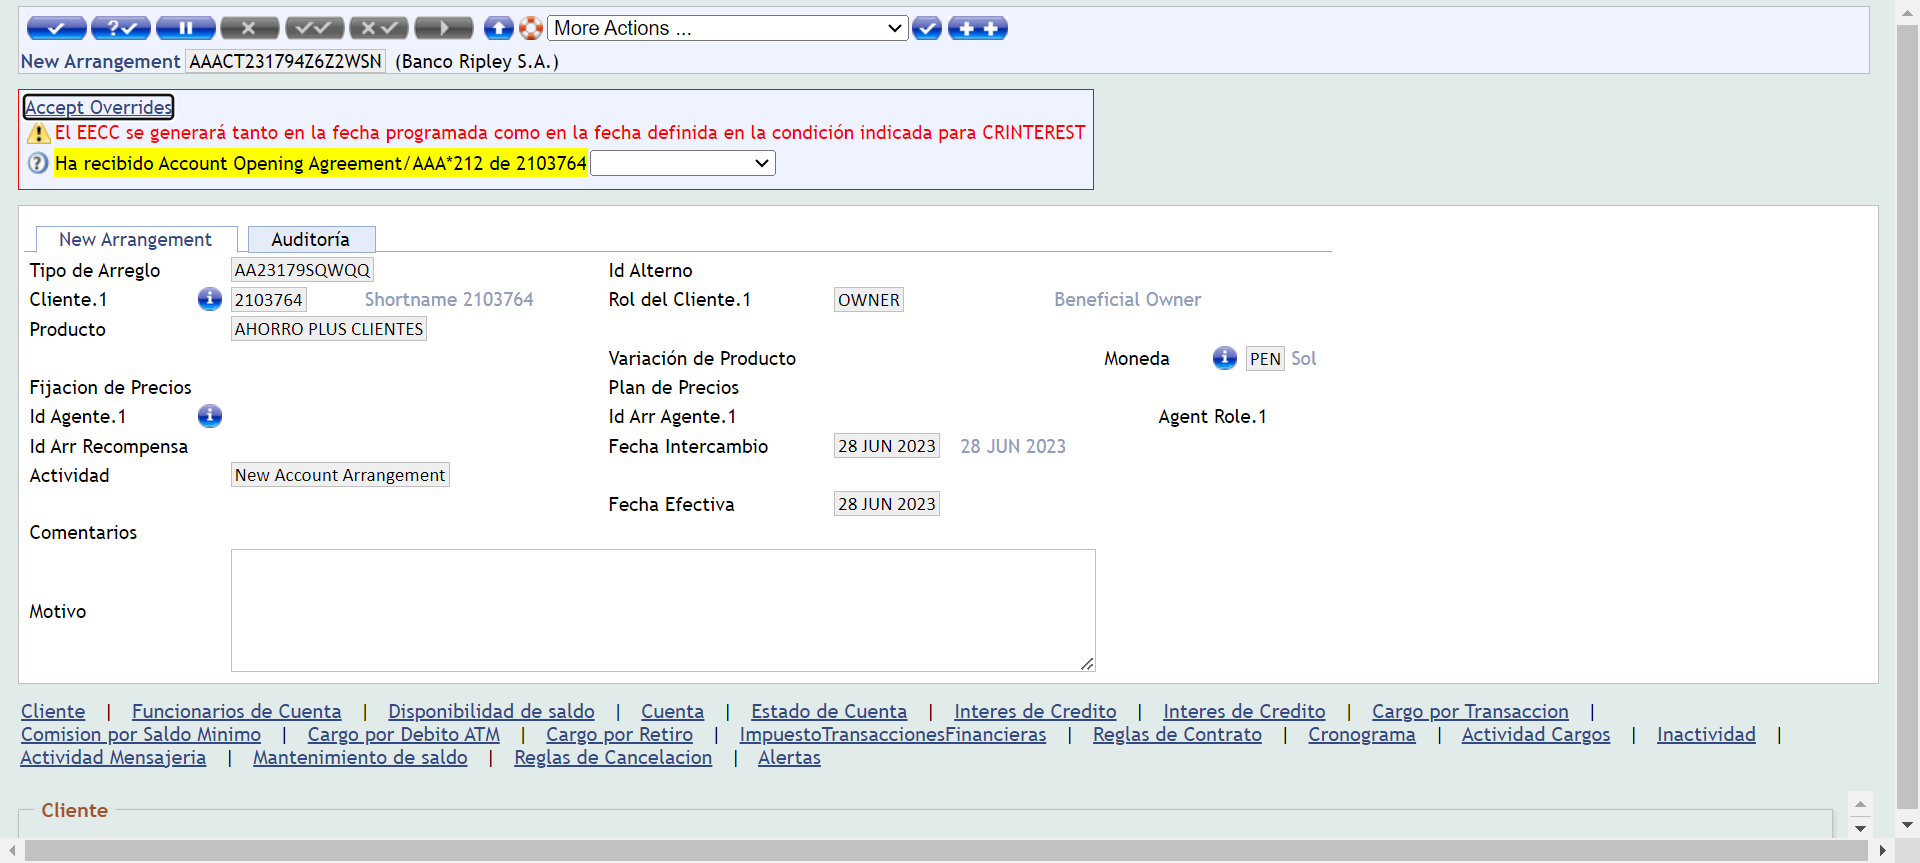 More Actions ...
New Arrangement AAACT231794Z6Z2WSN (Banco Ripley S.A.)
Accept Overrides
El EECC se generará tanto en la fecha programada como en la fecha definida en la condición indicada para CRINTEREST
Ha recibido Account Opening Agreement/AAA*212 de 2103764
New Arrangement Auditoría
Tipo de Arreglo AA23179SQWQQ Id Alterno
Cliente.1 2103764 Shortname 2103764 Rol del Cliente.1 OWNER Beneficial Owner
Producto AHORRO PLUS CLIENTES
Variación de Producto Moneda PEN Sol
Fijacion de Precios Plan de Precios
Id Agente.1 Id Arr Agente.1 Agent Role.1
Id Arr Recompensa Fecha Intercambio 28 JUN 2023 28 JUN 2023
Actividad New Account Arrangement
Fecha Efectiva 28 JUN 2023
Comentarios
Motivo
Cliente | Funcionarios de Cuenta | Disponibilidad de saldo | Cuenta | Estado de Cuenta | Interes de Credito | Interes de Credito | Cargo por Transaccion |
Comision por Saldo Minimo | Cargo por Debito ATM | Cargo por Retiro | ImpuestoTransaccionesFinancieras | Reglas de Contrato | Cronograma | Actividad Cargos | Inactividad |
Actividad Mensajeria | Mantenimiento de saldo | Reglas de Cancelacion | Alertas
Cliente